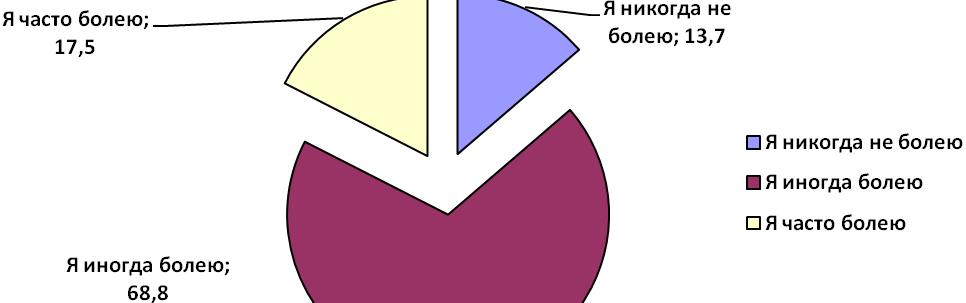 Я часто болею;
17,5
Я никогда не
болею; 13,7
Я никогда не болею
Я иногда болею
Я часто болею
Я иногда болею;
68,8